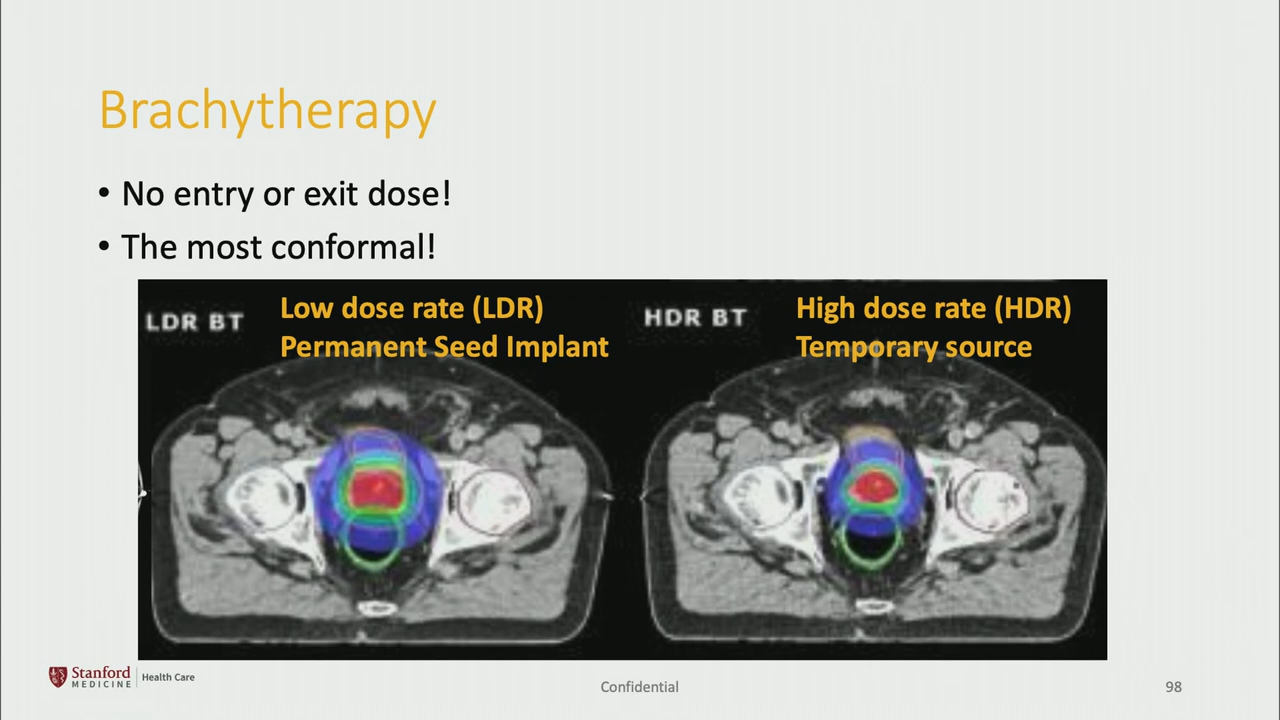 Brachytherapy
• No entry or exit dose!
• The most conformal!
LDR BT
Low dose rate (LDR)
Permanent Seed Implant
HDR BT
High dose rate (HDR)
Temporary source
Stanford
MEDICINE
Health Care
Confidential
98